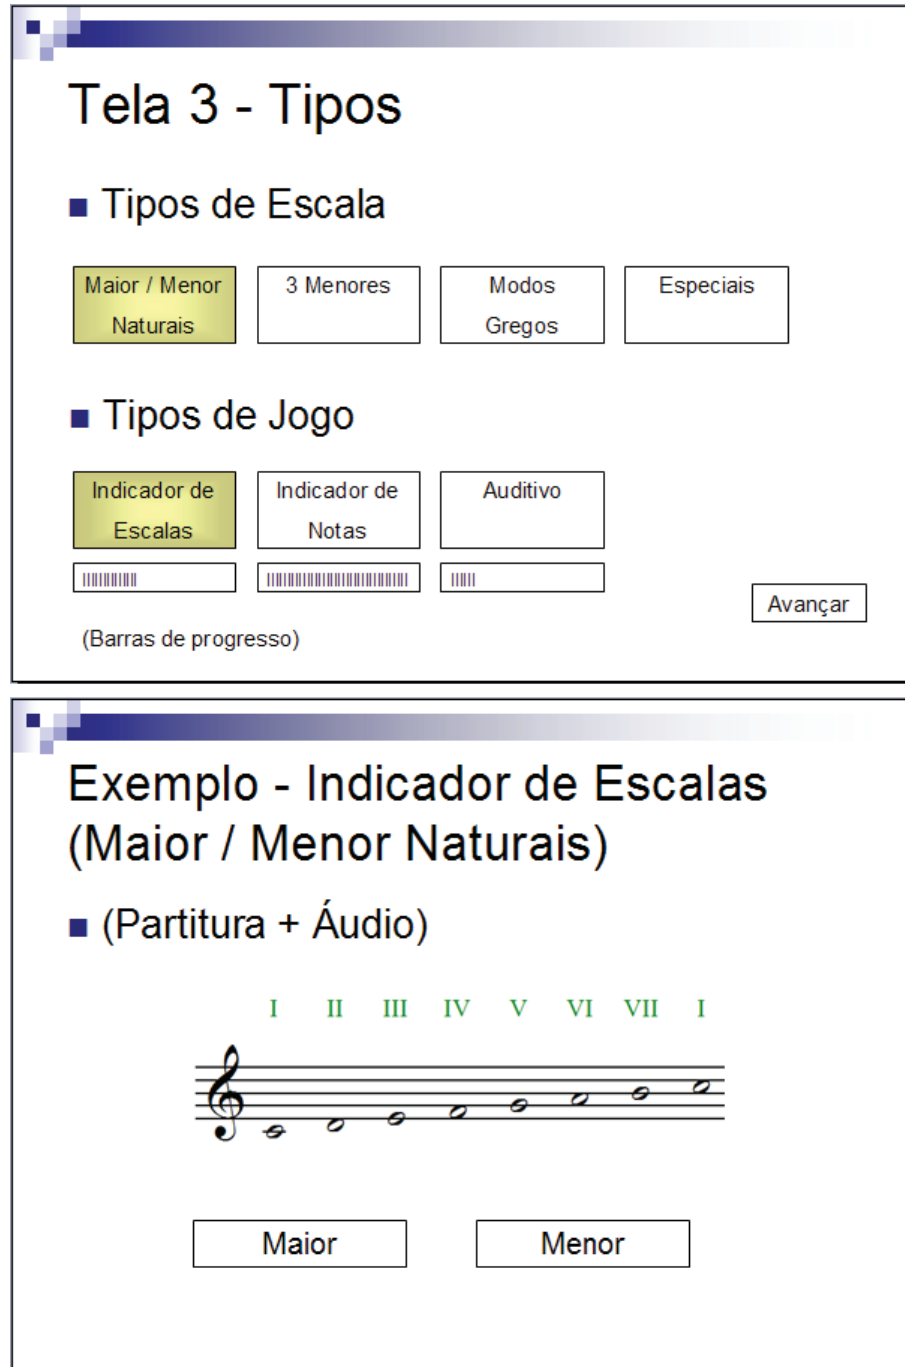 Tela 3 - Tipos
Tipos de Escala
Maior / Menor
Naturais
3 Menores
Modos
Gregos
Especiais
Tipos de Jogo
Indicador de
Escalas
Indicador de
Notas
Auditivo
Avançar
(Barras de progresso)
Exemplo - Indicador de Escalas
(Maior / Menor Naturais)
(Partitura + Áudio)
I II III IV V VI VII I
Maior
Menor